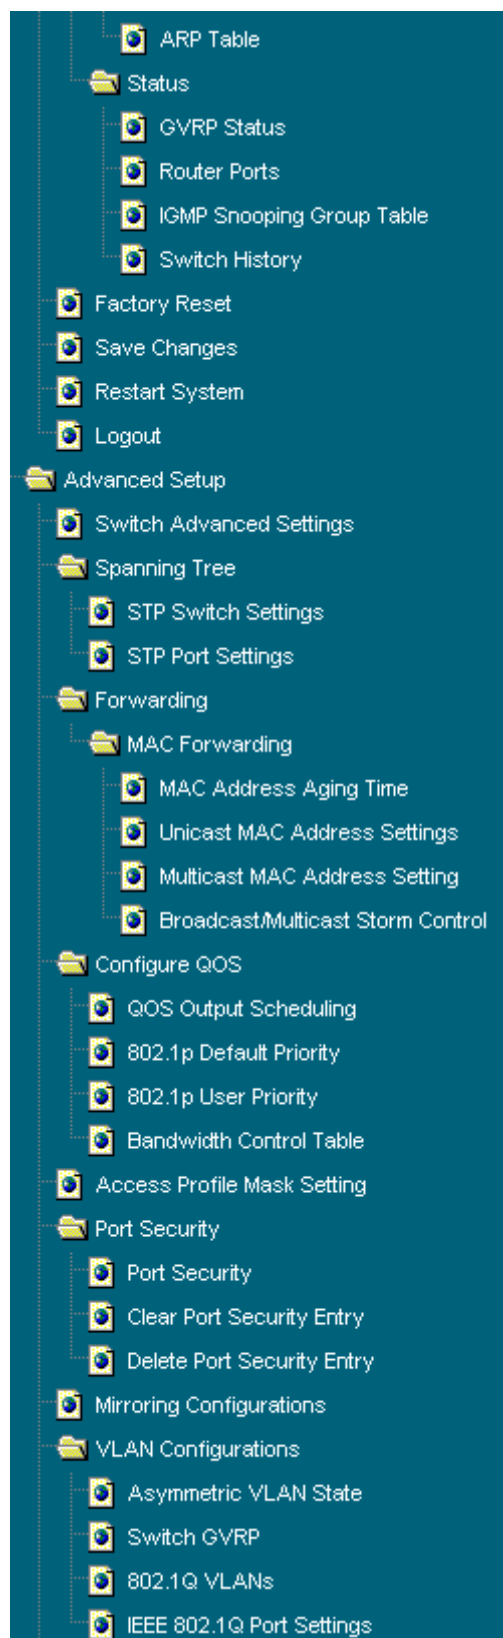 ARP Table
Status
GVRP Status
Router Ports
IGMP Snooping Group Table
Switch History
Factory Reset
Save Changes
Restart System
Logout
Advanced Setup
Switch Advanced Settings
Spanning Tree
STP Switch Settings
STP Port Settings
Forwarding
MAC Forwarding
MAC Address Aging Time
Unicast MAC Address Settings
Multicast MAC Address Setting
Broadcast/Multicast Storm Control
Configure QOS
QOS Output Scheduling
802.1p Default Priority
802.1p User Priority
Bandwidth Control Table
Access Profile Mask Setting
Port Security
Port Security
Clear Port Security Entry
Delete Port Security Entry
Mirroring Configurations
VLAN Configurations
Asymmetric VLAN State
Switch GVRP
802.1Q VLANs
IEEE 802.1Q Port Settings